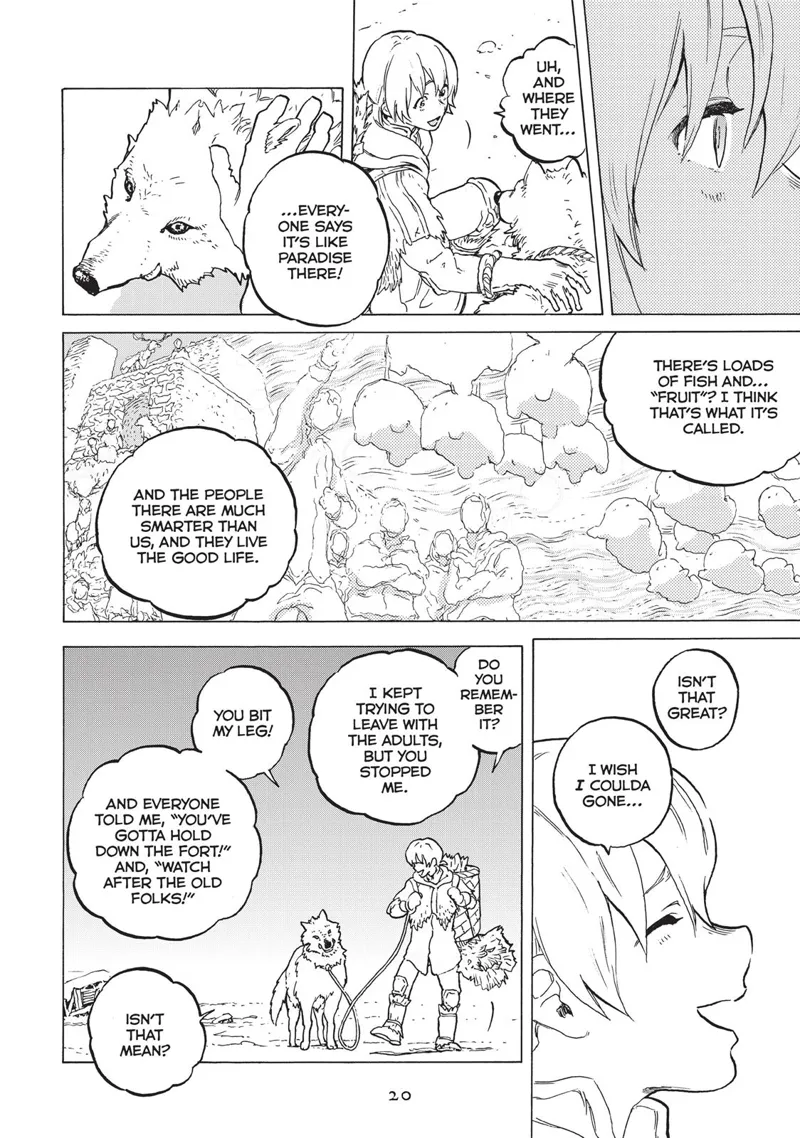 UH,
AND
WHERE
THEY
WENT...
...EVERY-
ONE SAYS
IT'S LIKE
PARADISE
THERE!
THERE'S LOADS
OF FISH AND...
"FRUIT"? I THINK
THAT'S WHAT IT'S
CALLED.
AND THE PEOPLE
THERE ARE MUCH
SMARTER THAN
US, AND THEY LIVE
THE GOOD LIFE.
ISN'T
THAT
GREAT?
I WISH
I COULDA
GONE...
DO
YOU
REMEM-
BER
IT?
I KEPT
TRYING TO
LEAVE WITH
THE ADULTS,
BUT YOU
STOPPED
ME.
YOU BIT
MY LEG!
AND EVERYONE
TOLD ME, "YOU'VE
GOTTA HOLD
DOWN THE FORT!"
AND, "WATCH
AFTER THE OLD
FOLKS!"
ISN'T
THAT
MEAN?
20